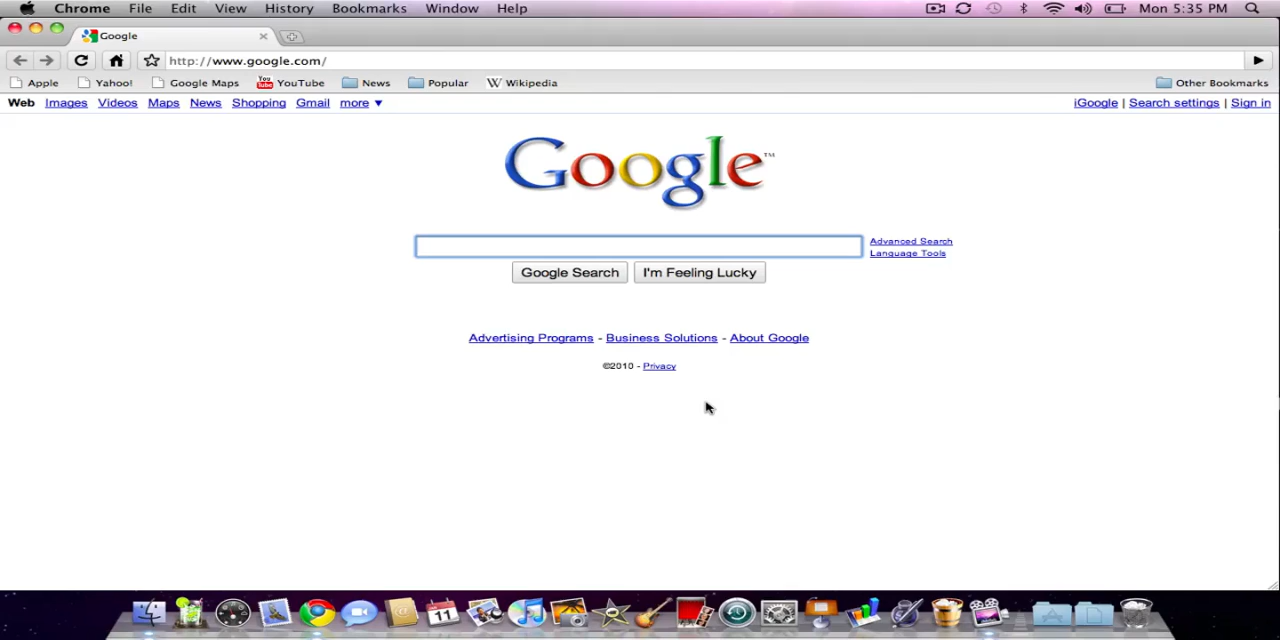 Chrome File Edit View History Bookmarks Window Help Mon 5:35 PM
Google
http://www.google.com/
Apple Yahoo! Google Maps YouTube News Popular Wikipedia Other Bookmarks
Web Images Videos Maps News Shopping Gmail more ▼ iGoogle | Search settings | Sign in
Google™
Advanced Search
Language Tools
Google Search I'm Feeling Lucky
Advertising Programs - Business Solutions - About Google
©2010 - Privacy
11